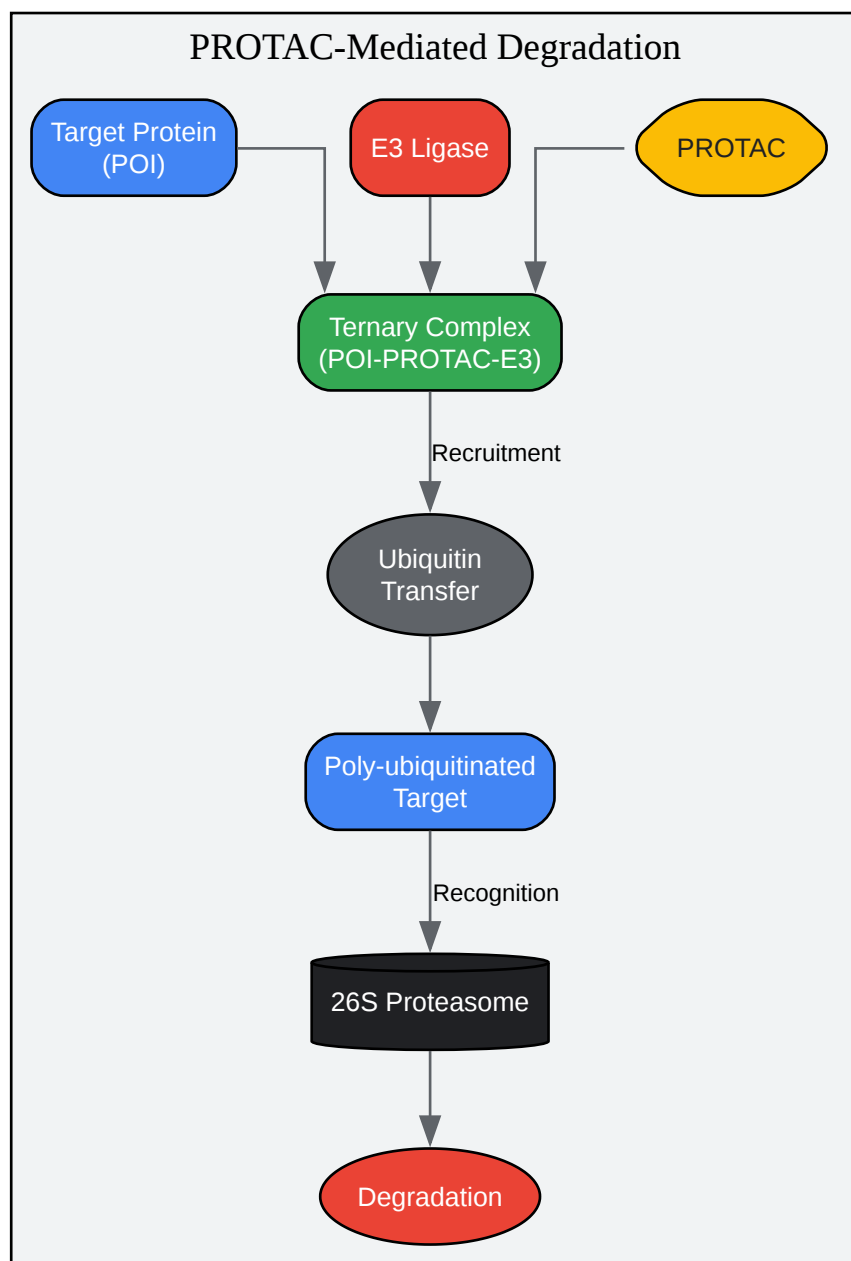 PROTAC-Mediated Degradation
Target Protein
(POI)
E3 Ligase
PROTAC
Ternary Complex
(POI-PROTAC-E3)
Recruitment
Ubiquitin
Transfer
Poly-ubiquitinated
Target
Recognition
26S Proteasome
Degradation